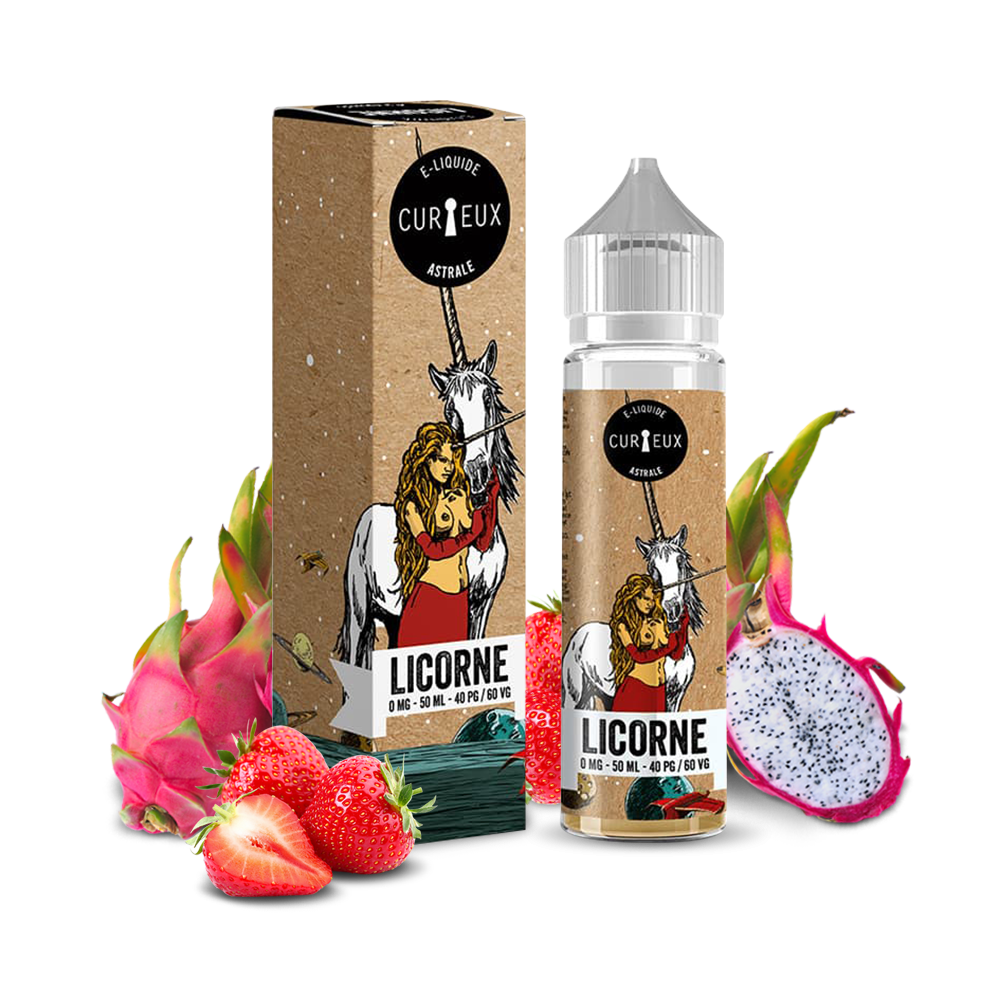 E-LIQUIDE
CURIEUX
ASTRALE
LICORNE
0 MG - 50 ML - 40 PG / 60 VG
E-LIQUIDE
CURIEUX
ASTRALE
LICORNE
0 MG - 50 ML - 40 PG / 60 VG